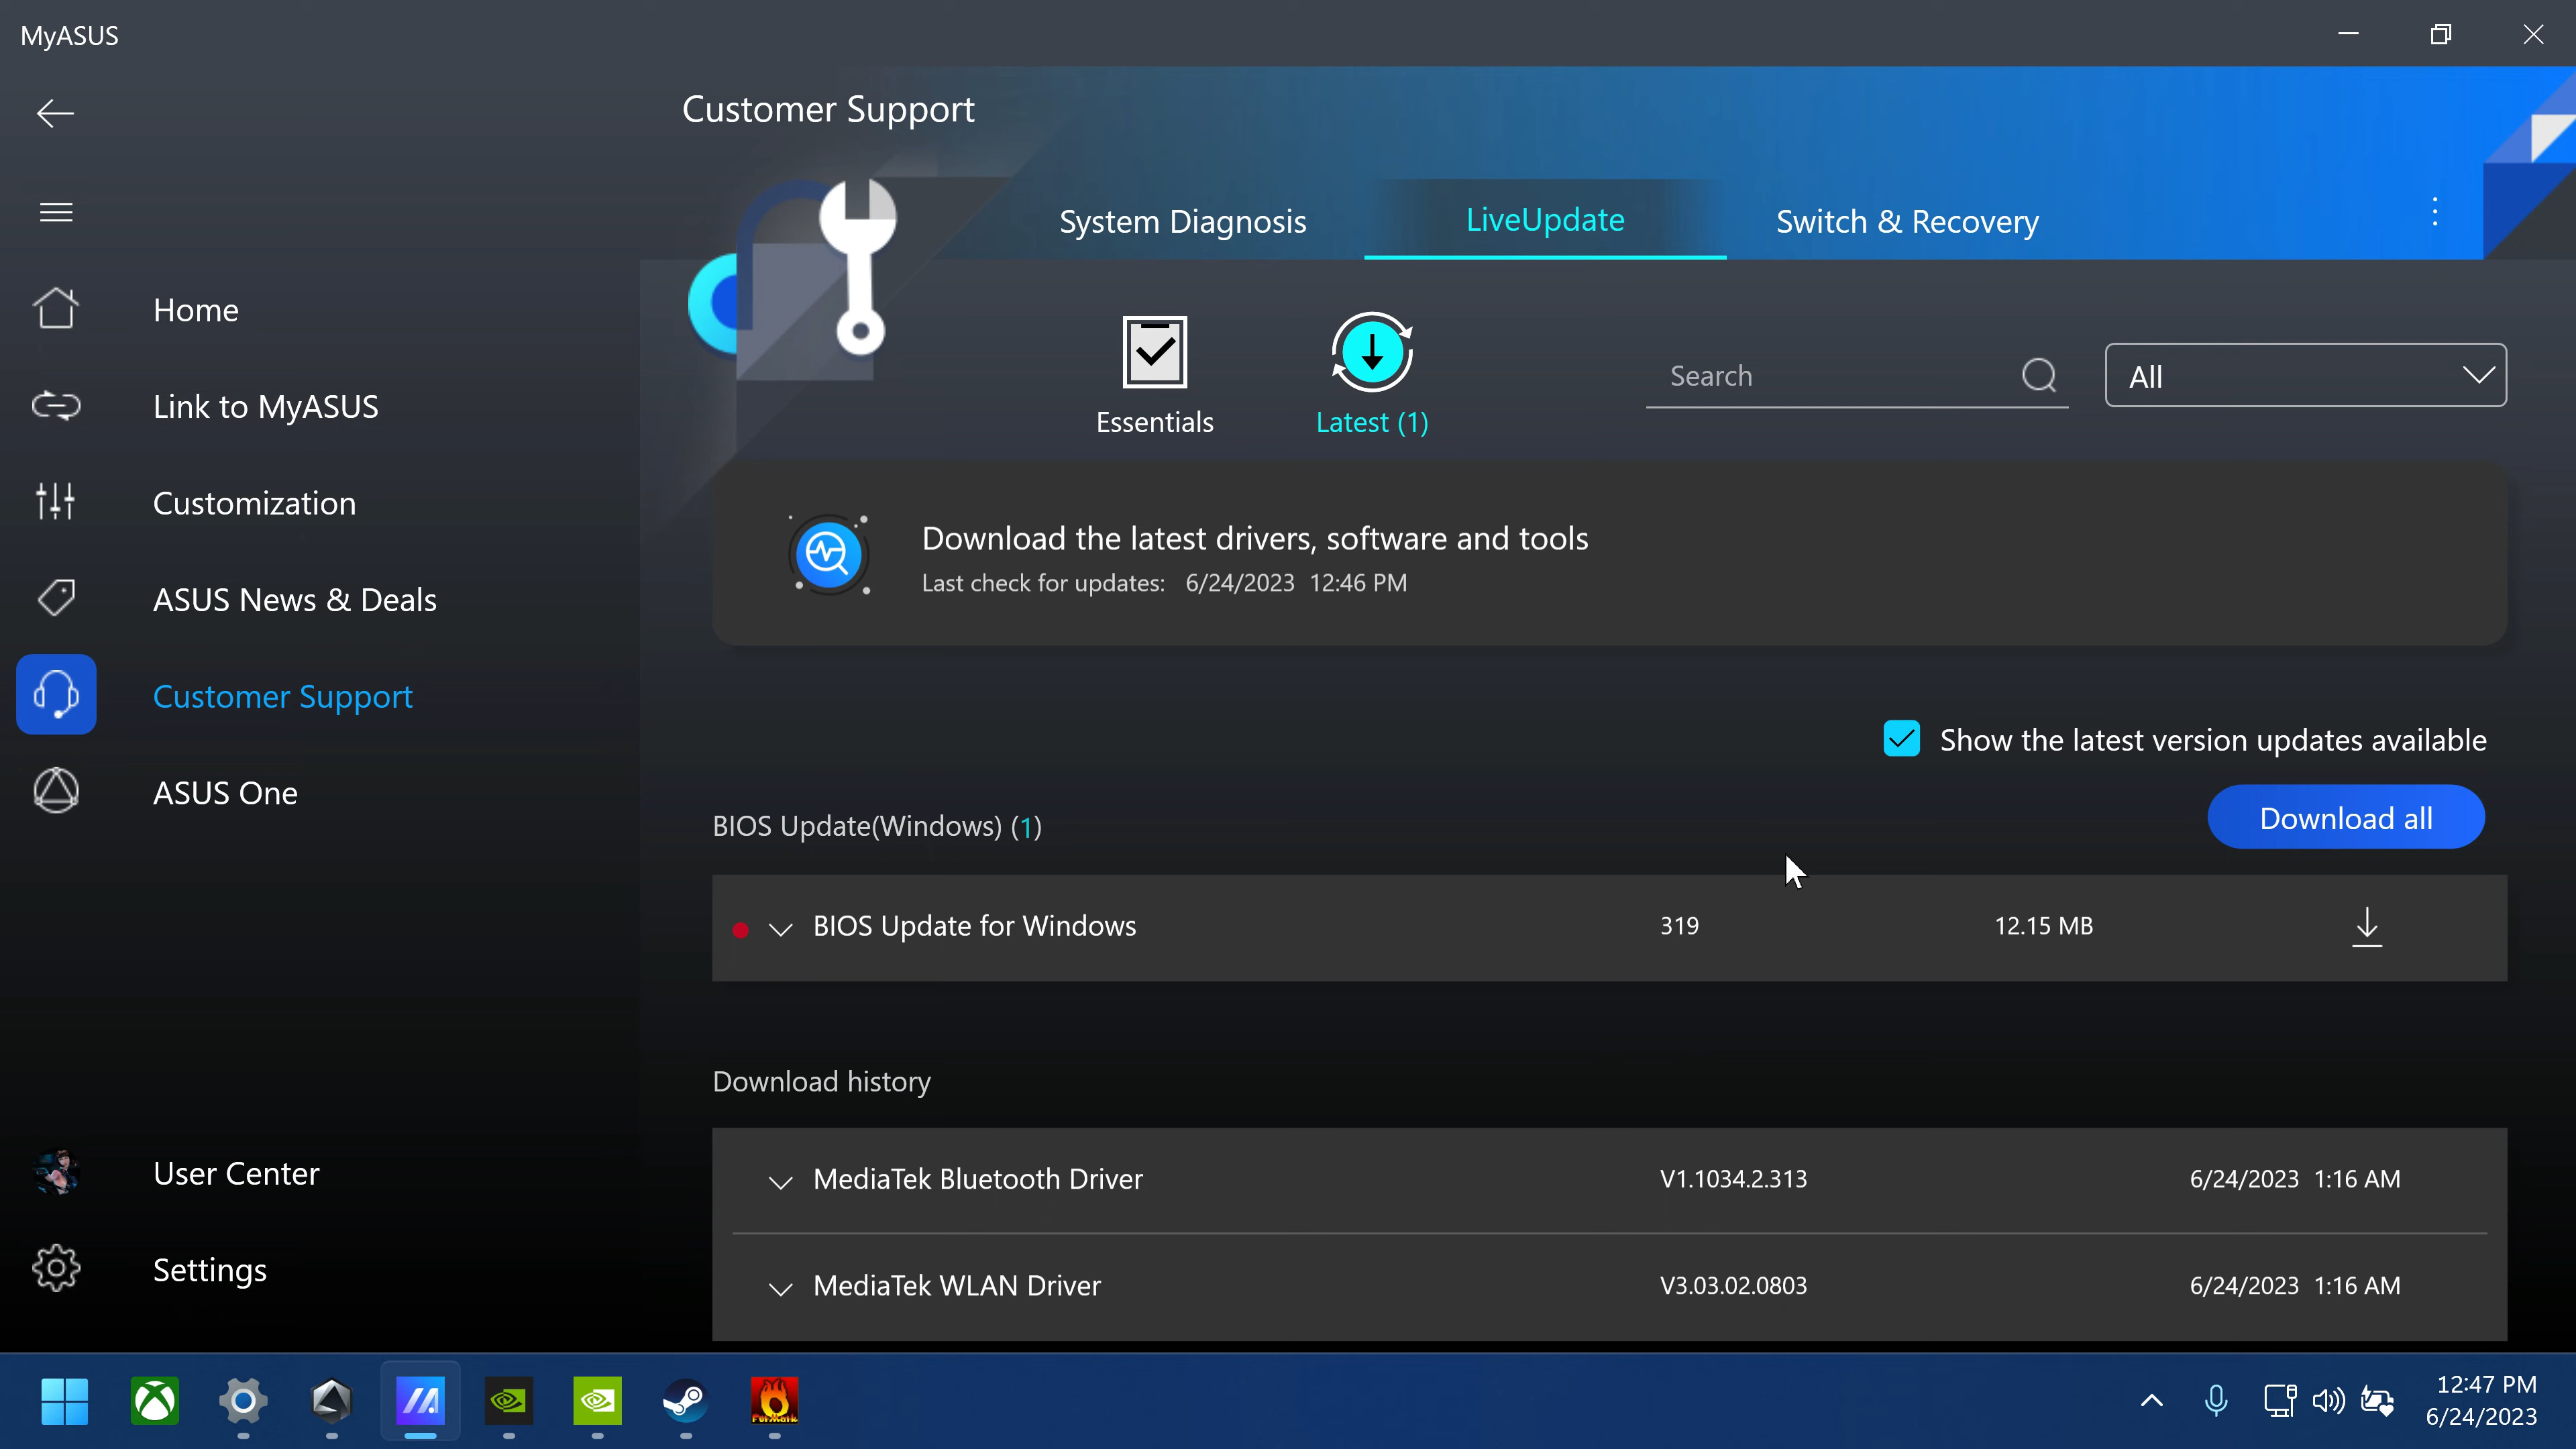 MyASUS
Customer Support
System Diagnosis
LiveUpdate
Switch & Recovery
Home
Link to MyASUS
Customization
ASUS News & Deals
Customer Support
ASUS One
User Center
Settings
Essentials
Latest (1)
Search
All
Download the latest drivers, software and tools
Last check for updates: 6/24/2023 12:46 PM
Show the latest version updates available
Download all
BIOS Update(Windows) (1)
BIOS Update for Windows 319 12.15 MB
Download history
MediaTek Bluetooth Driver V1.1034.2.313 6/24/2023 1:16 AM
MediaTek WLAN Driver V3.03.02.0803 6/24/2023 1:16 AM
FurMark
12:47 PM
6/24/2023